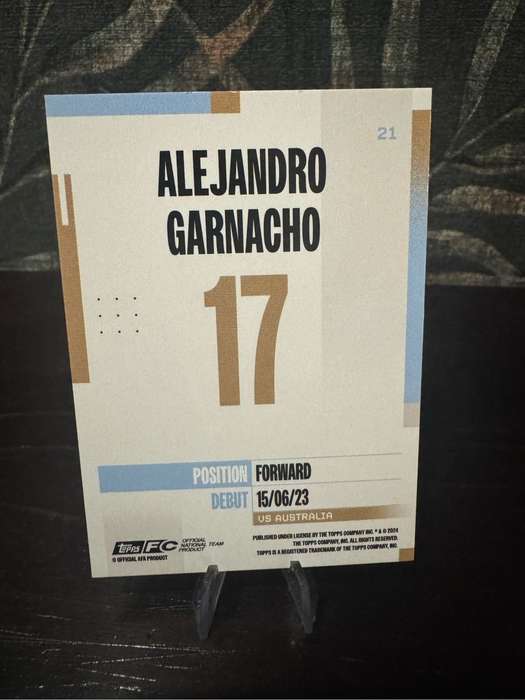 21
ALEJANDRO
GARNACHO
17
POSITION FORWARD
DEBUT 15/06/23
VS AUSTRALIA
PUBLISHED UNDER LICENSE BY THE TOPPS COMPANY INC. ® & © 2024
THE TOPPS COMPANY, INC. ALL RIGHTS RESERVED.
TOPPS IS A REGISTERED TRADEMARK OF THE TOPPS COMPANY, INC.
Topps FC OFFICIAL
NATIONAL TEAM
PRODUCT
© OFFICIAL AFA PRODUCT